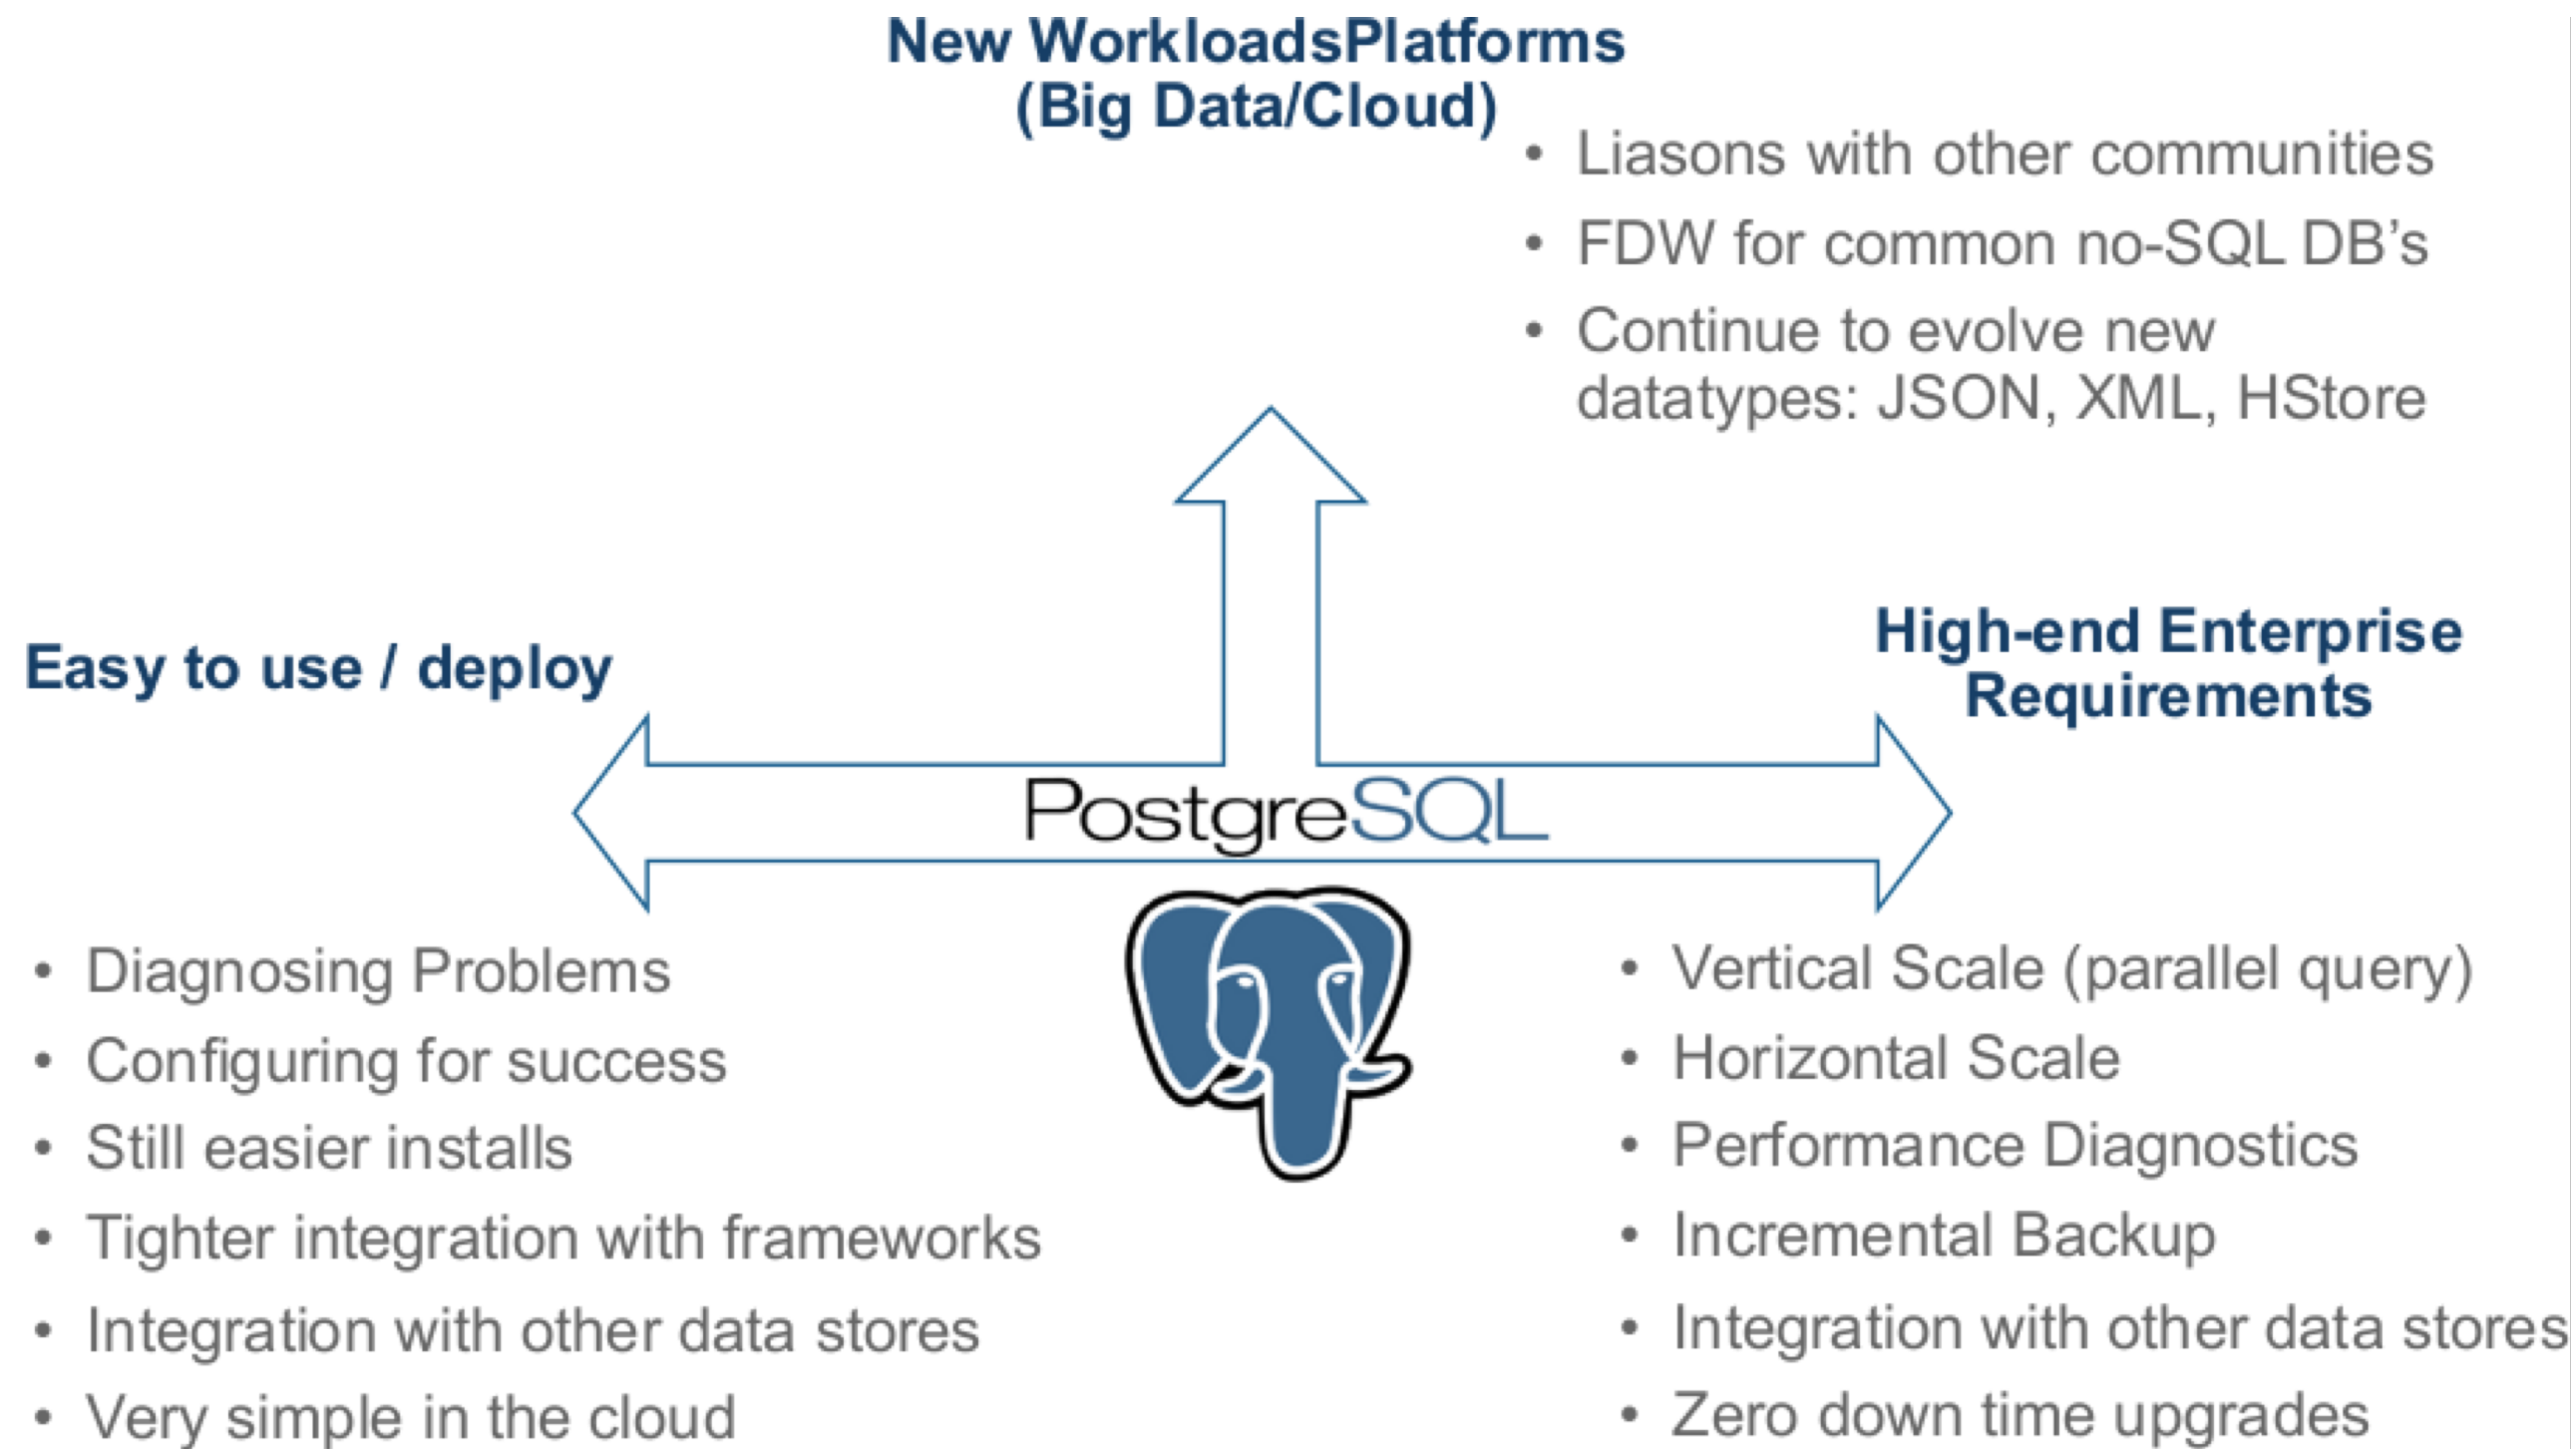 New WorkloadsPlatforms
(Big Data/Cloud)
• Liasons with other communities
• FDW for common no-SQL DB’s
• Continue to evolve new
datatypes: JSON, XML, HStore
Easy to use / deploy
High-end Enterprise
Requirements
PostgreSQL
• Diagnosing Problems
• Configuring for success
• Still easier installs
• Tighter integration with frameworks
• Integration with other data stores
• Very simple in the cloud
• Vertical Scale (parallel query)
• Horizontal Scale
• Performance Diagnostics
• Incremental Backup
• Integration with other data stores
• Zero down time upgrades